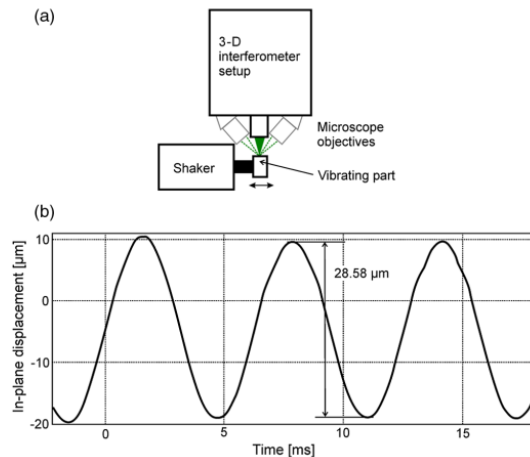 (a)
3-D
interferometer
setup
Microscope
objectives
Shaker
Vibrating part
(b)
In-plane displacement [μm]
10
0
-10
-20
28.58 μm
0
5
10
15
Time [ms]